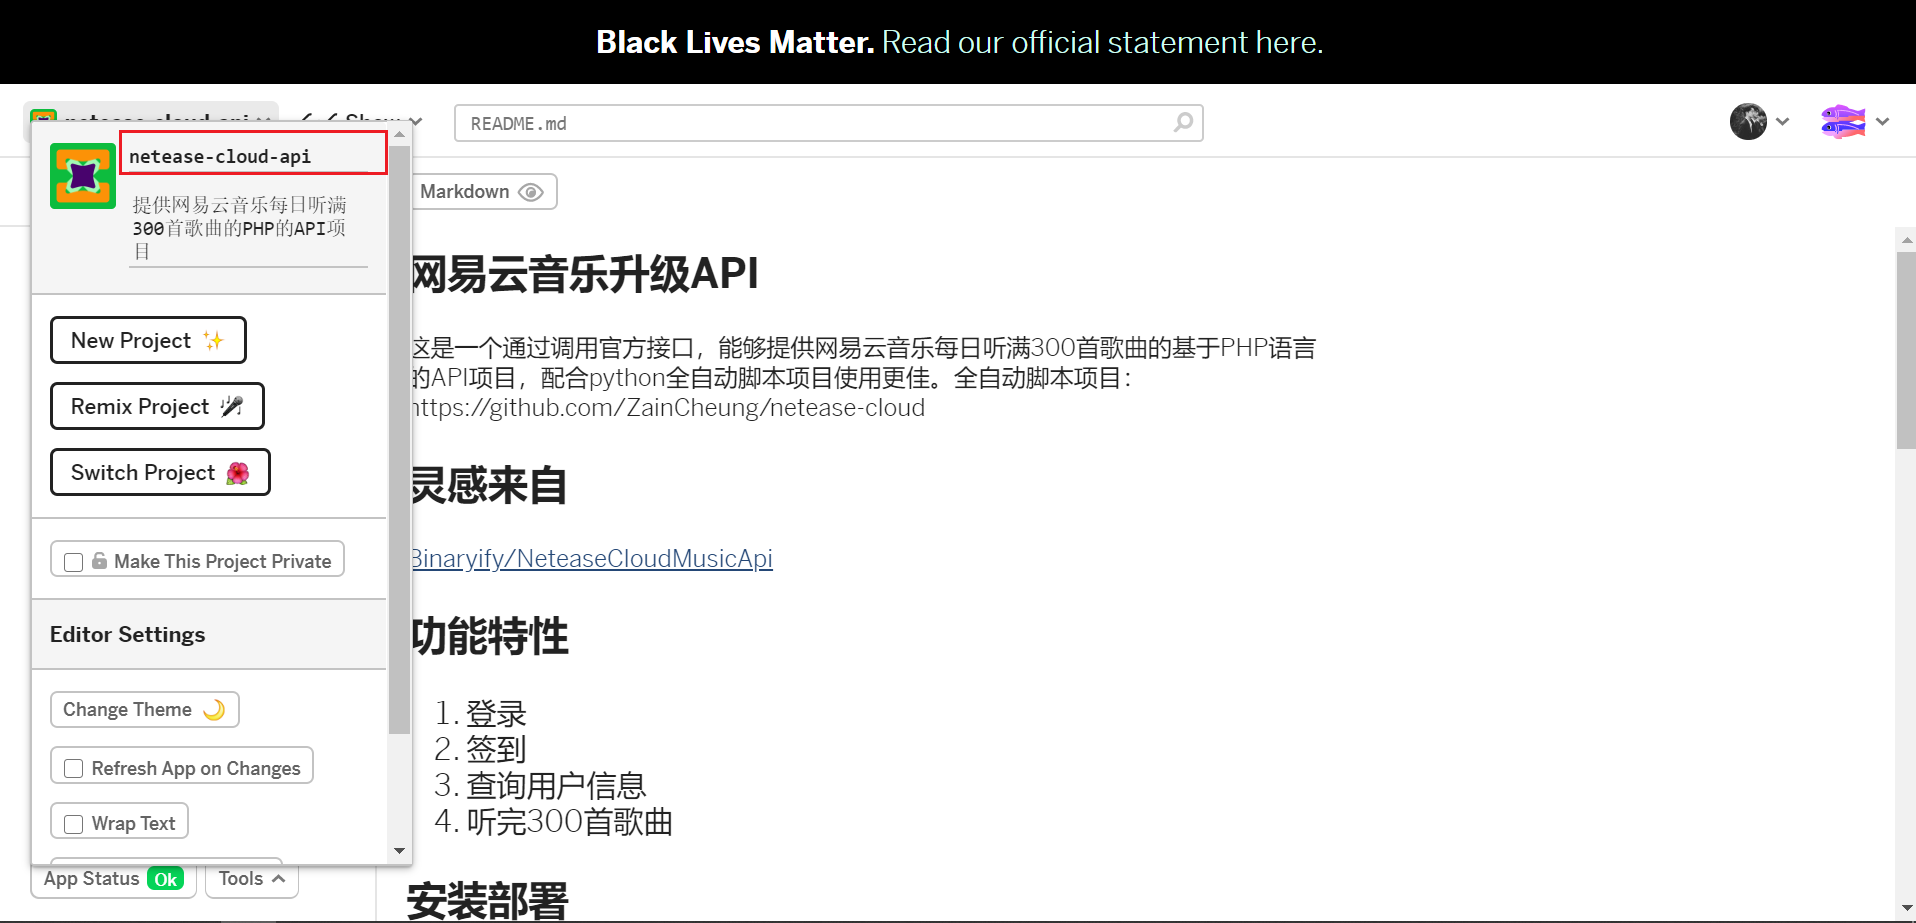 Black Lives Matter. Read our official statement here.
netease-cloud-api
Show
README.md
netease-cloud-api
提供网易云音乐每日听满
300首歌曲的PHP的API项
目
New Project
Remix Project
Switch Project
Make This Project Private
Editor Settings
Change Theme
Refresh App on Changes
Wrap Text
App Status Ok
Tools
Markdown
网易云音乐升级API
这是一个通过调用官方接口，能够提供网易云音乐每日听满300首歌曲的基于PHP语言
的API项目，配合python全自动脚本项目使用更佳。全自动脚本项目：
https://github.com/ZainCheung/netease-cloud
灵感来自
Binaryify/NeteaseCloudMusicApi
功能特性
1. 登录
2. 签到
3. 查询用户信息
4. 听完300首歌曲
安装部署